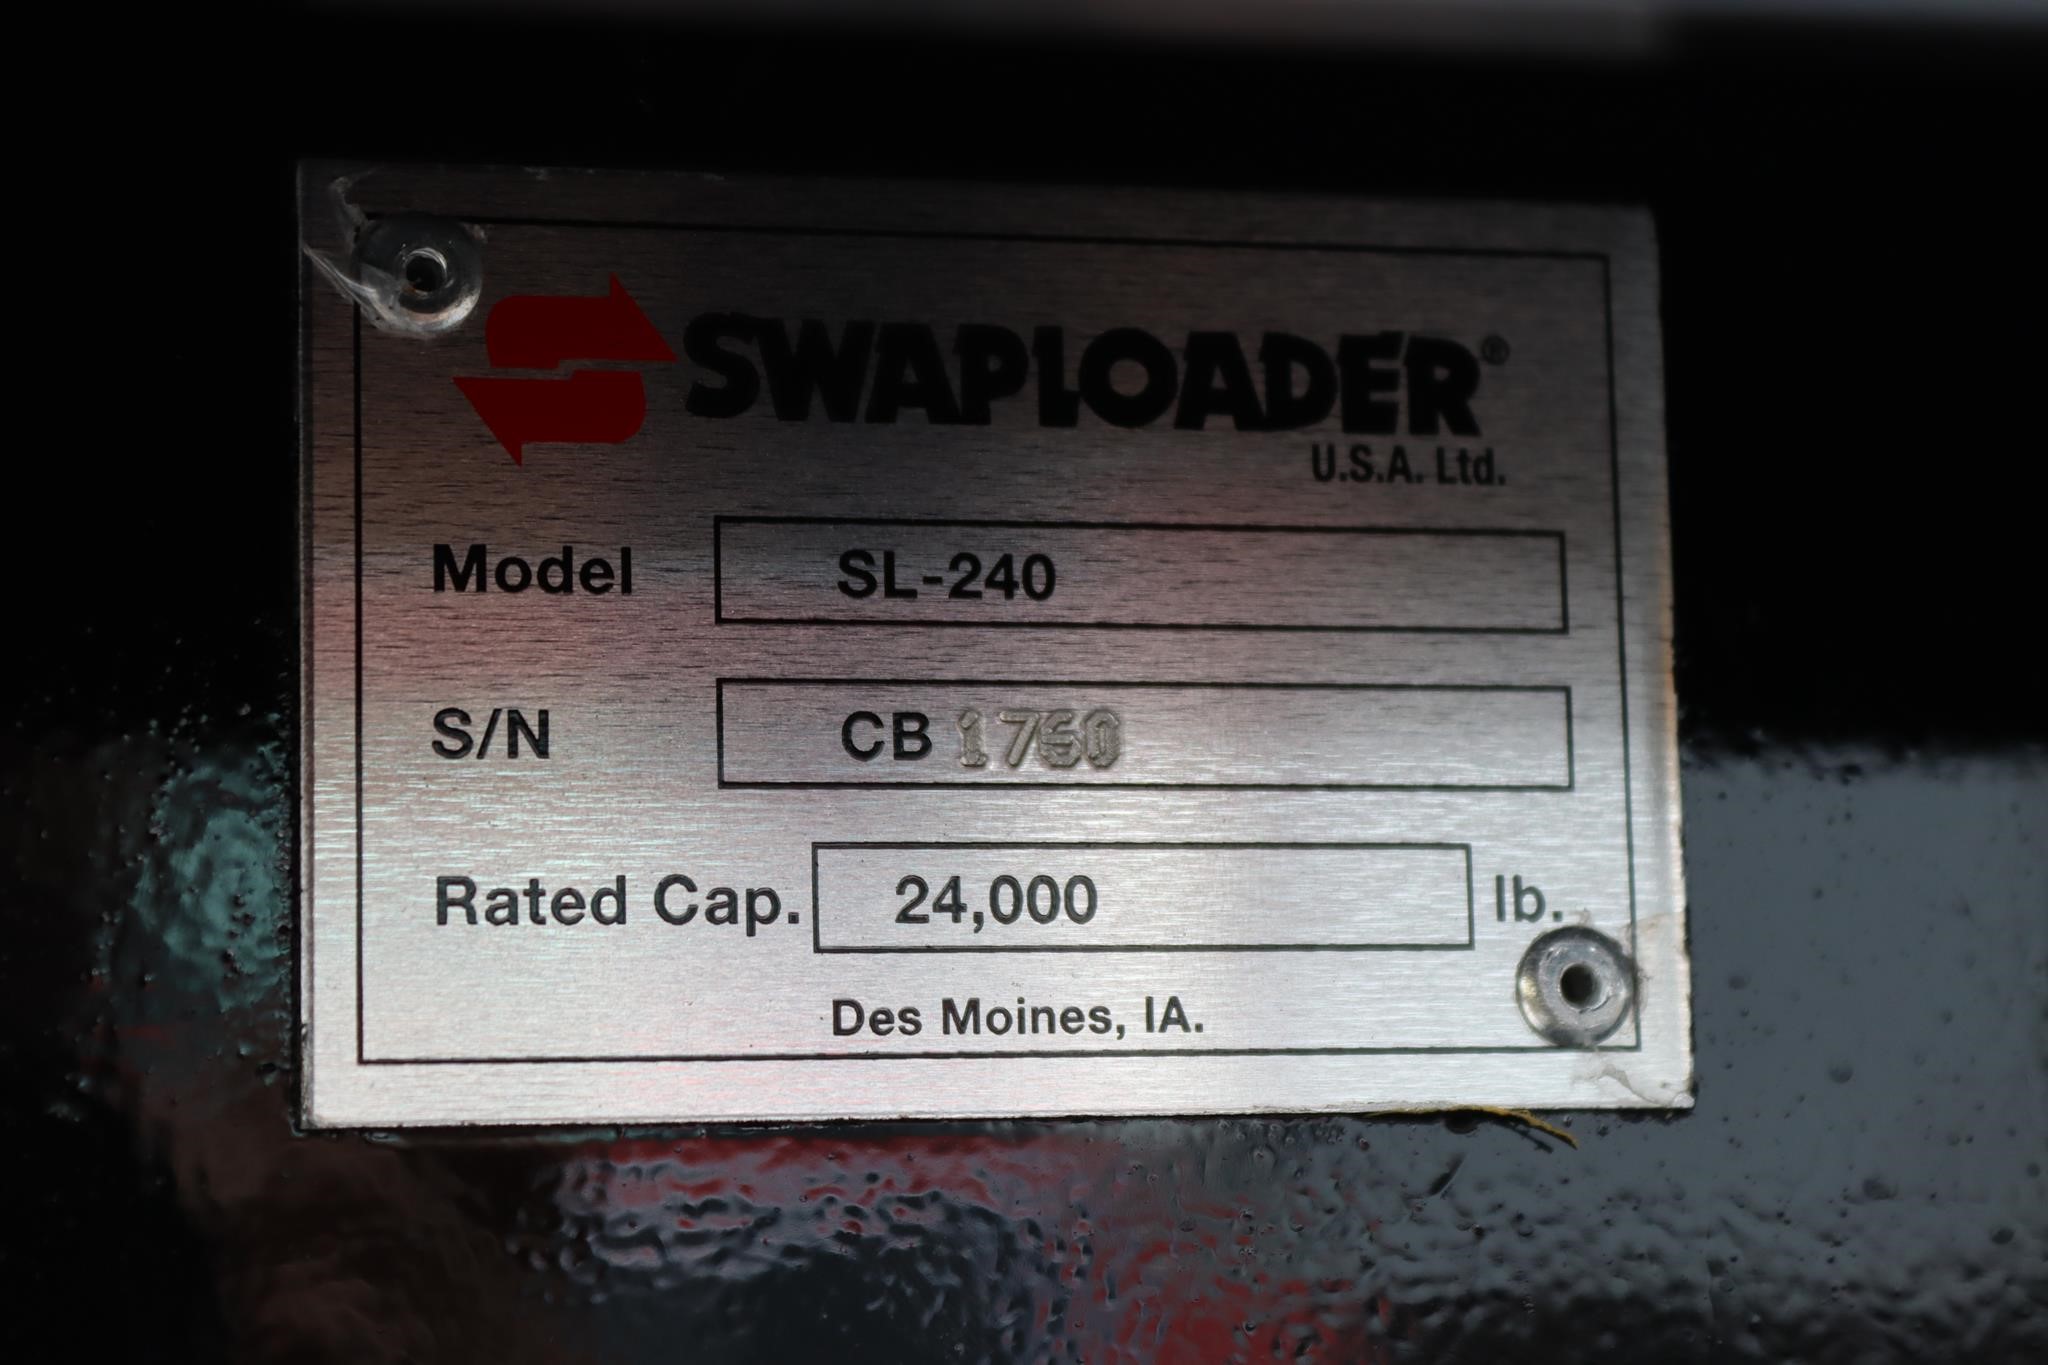 SWAPLOADER®
U.S.A. Ltd.
Model SL-240
S/N CB 1760
Rated Cap. 24,000 lb.
Des Moines, IA.